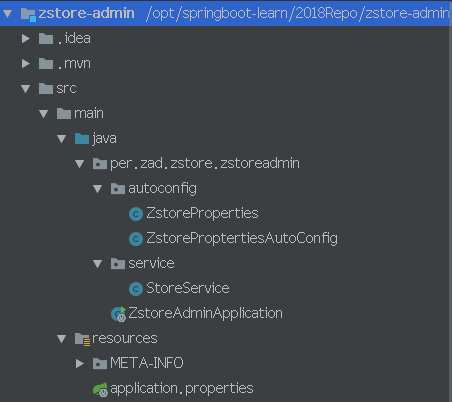 zstore-admin /opt/springboot-learn/2018Repo/zstore-admin
.idea
.mvn
src
main
java
per.zad.zstore.zstoreadmin
autoconfig
ZstoreProperties
ZstoreProptertiesAutoConfig
service
StoreService
ZstoreAdminApplication
resources
META-INFO
application.properties